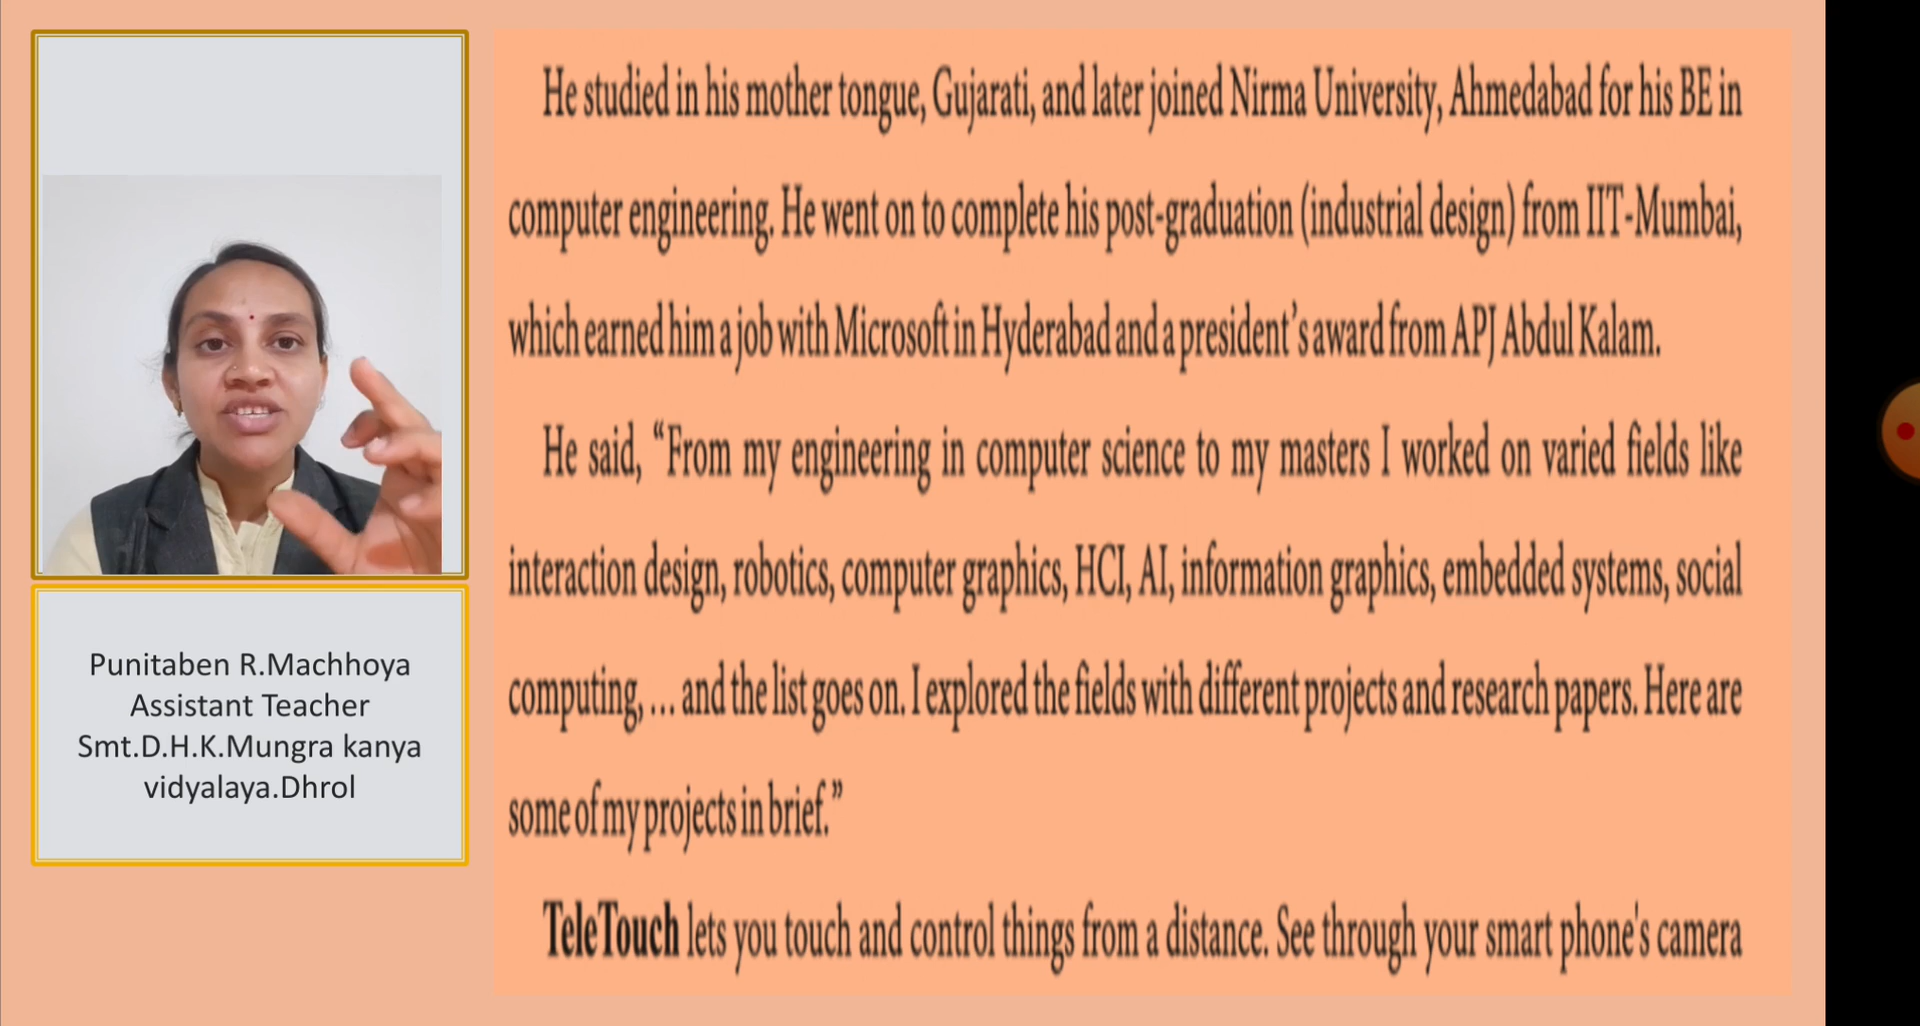 He studied in his mother tongue, Gujarati, and later joined Nirma University, Ahmedabad for his BE in
computer engineering. He went on to complete his post-graduation (industrial design) from IIT-Mumbai,
which earned him a job with Microsoft in Hyderabad and a president's award from APJ Abdul Kalam.
He said, “From my engineering in computer science to my masters I worked on varied fields like
interaction design, robotics, computer graphics, HCI, AI, information graphics, embedded systems, social
computing, ... and the list goes on. I explored the fields with different projects and research papers. Here are
some of my projects in brief.”
TeleTouch lets you touch and control things from a distance. See through your smart phone's camera
Punitaben R.Machhoya
Assistant Teacher
Smt.D.H.K.Mungra kanya
vidyalaya.Dhrol